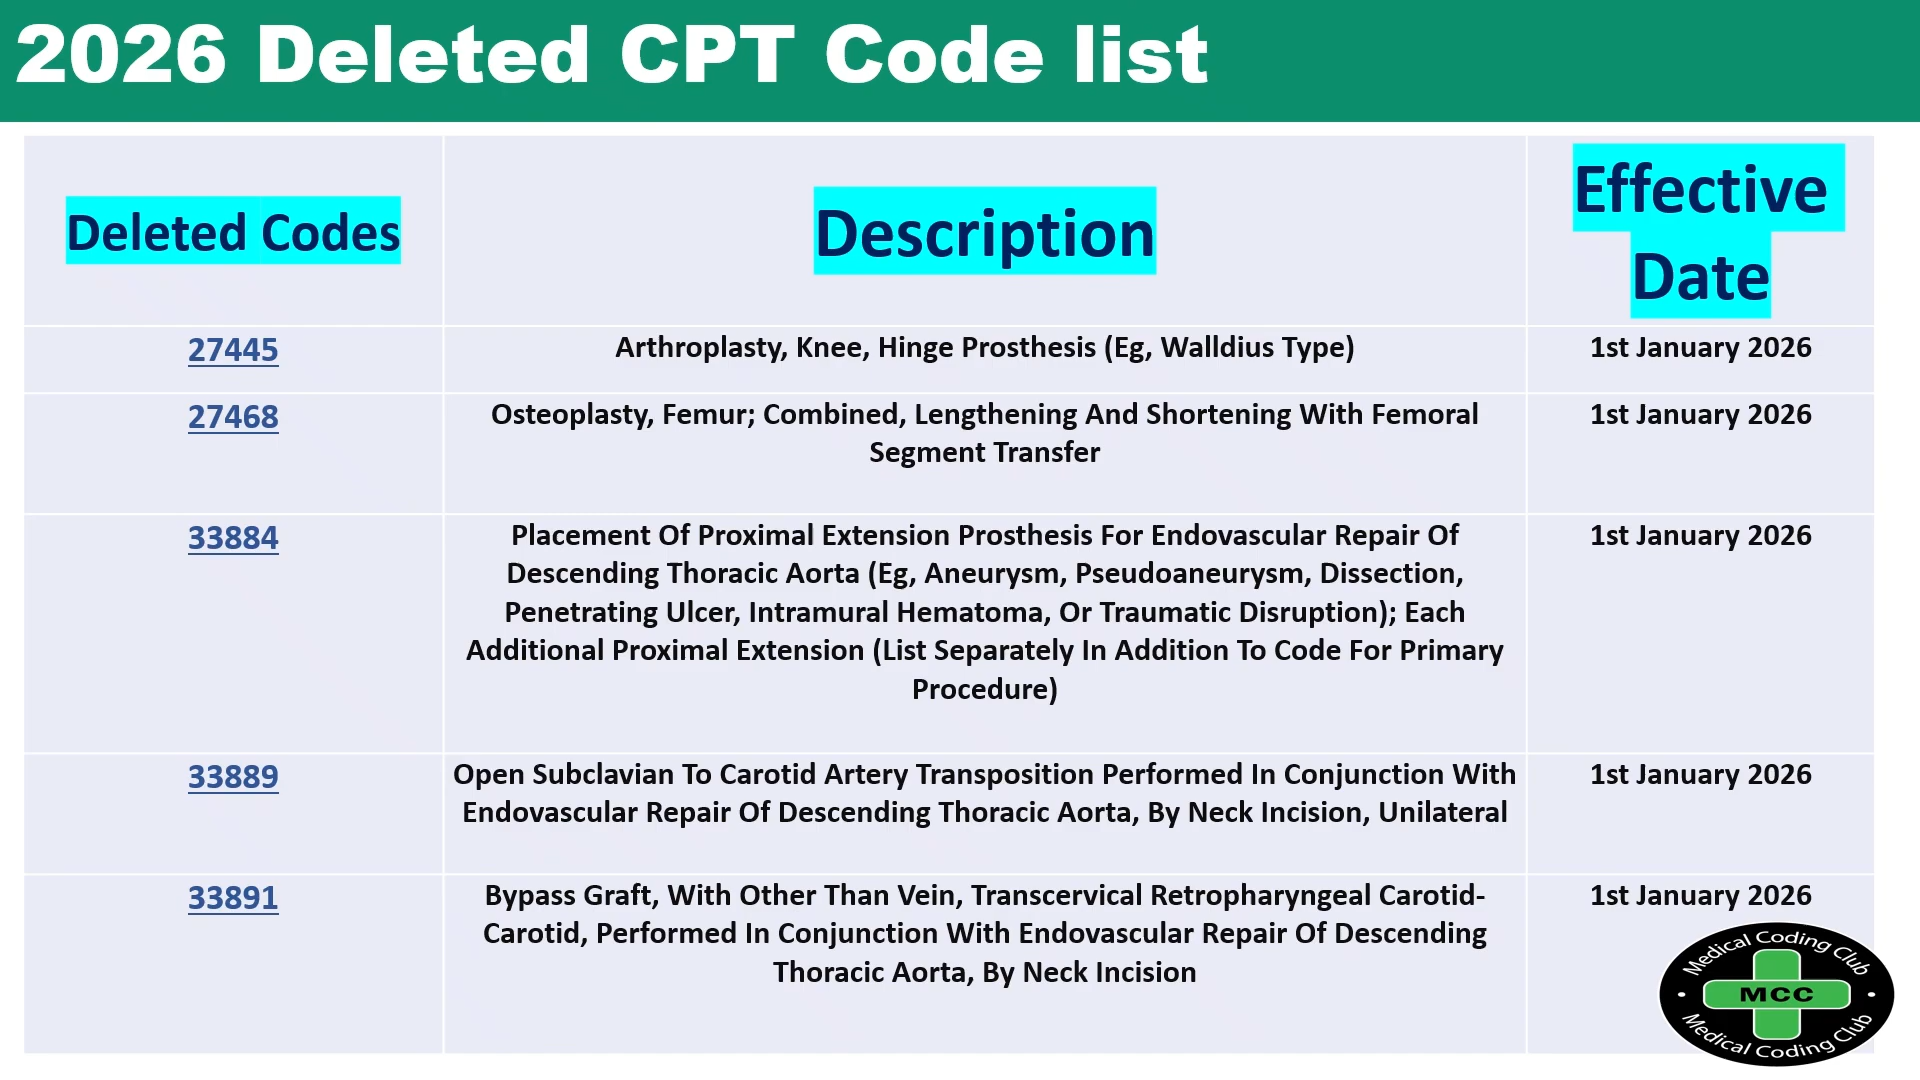 2026 Deleted CPT Code list
Deleted Codes
Description
Effective
Date
27445
Arthroplasty, Knee, Hinge Prosthesis (Eg, Walldius Type)
1st January 2026
27468
Osteoplasty, Femur; Combined, Lengthening And Shortening With Femoral
Segment Transfer
1st January 2026
33884
Placement Of Proximal Extension Prosthesis For Endovascular Repair Of
Descending Thoracic Aorta (Eg, Aneurysm, Pseudoaneurysm, Dissection,
Penetrating Ulcer, Intramural Hematoma, Or Traumatic Disruption); Each
Additional Proximal Extension (List Separately In Addition To Code For Primary
Procedure)
1st January 2026
33889
Open Subclavian To Carotid Artery Transposition Performed In Conjunction With
Endovascular Repair Of Descending Thoracic Aorta, By Neck Incision, Unilateral
1st January 2026
33891
Bypass Graft, With Other Than Vein, Transcervical Retropharyngeal Carotid-
Carotid, Performed In Conjunction With Endovascular Repair Of Descending
Thoracic Aorta, By Neck Incision
1st January 2026
Medical Coding Club
MCC
Medical Coding Club